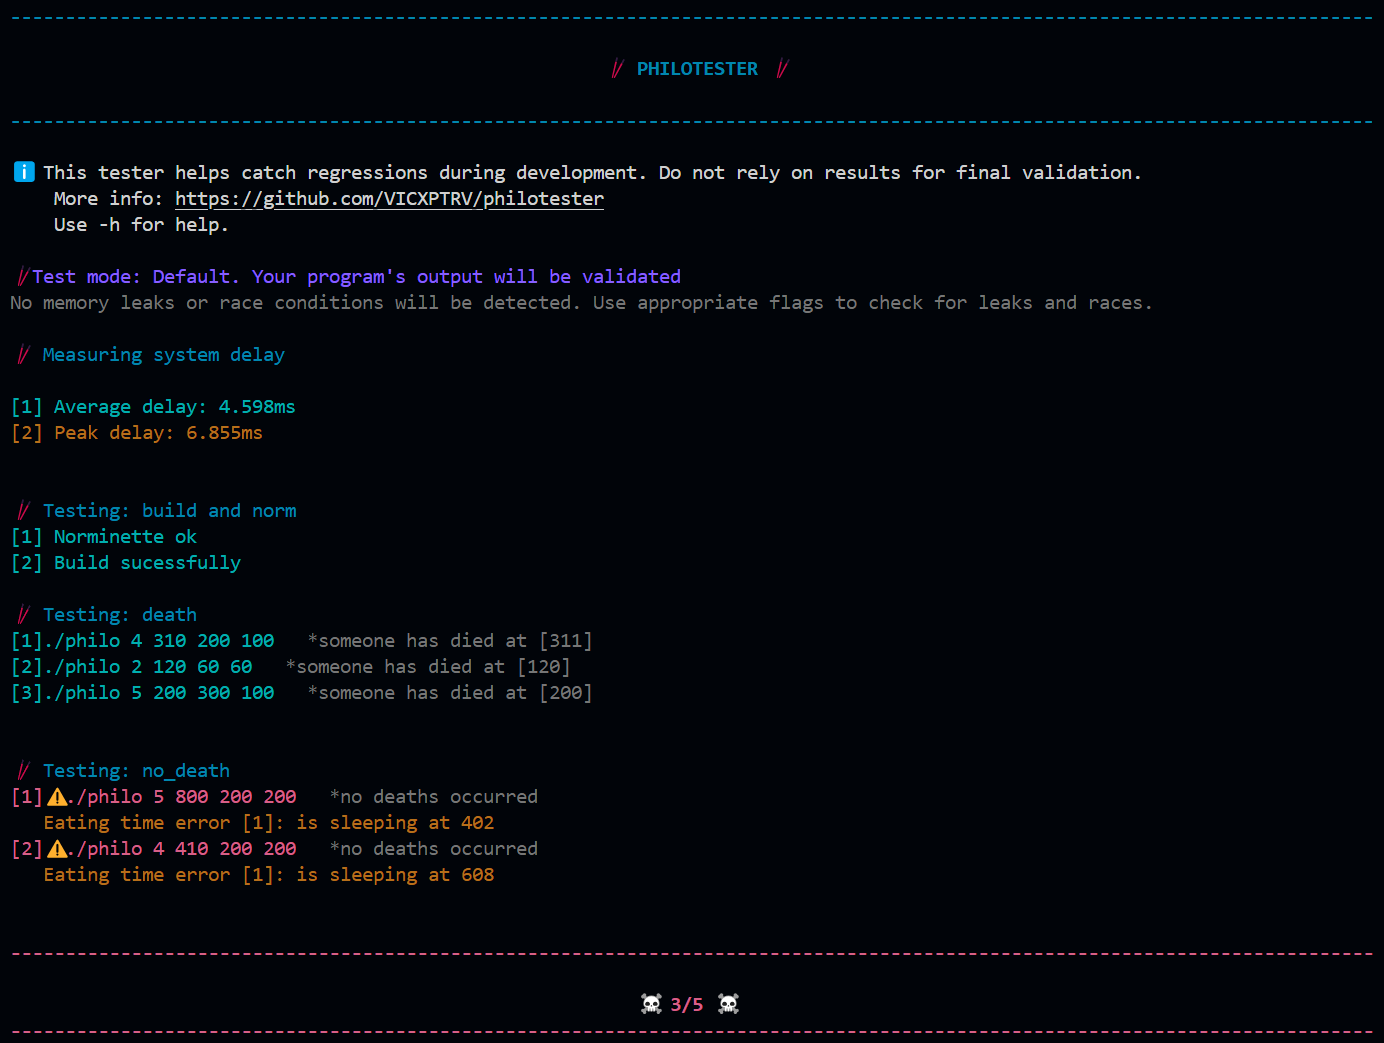 PHILOTESTER
This tester helps catch regressions during development. Do not rely on results for final validation.
More info: https://github.com/VICXPTRV/philotester
Use -h for help.
Test mode: Default. Your program's output will be validated
No memory leaks or race conditions will be detected. Use appropriate flags to check for leaks and races.
Measuring system delay
[1] Average delay: 4.598ms
[2] Peak delay: 6.855ms
Testing: build and norm
[1] Norminette ok
[2] Build sucessfully
Testing: death
[1]./philo 4 310 200 100   *someone has died at [311]
[2]./philo 2 120 60 60   *someone has died at [120]
[3]./philo 5 200 300 100   *someone has died at [200]
Testing: no_death
[1]⚠️./philo 5 800 200 200   *no deaths occurred
Eating time error [1]: is sleeping at 402
[2]⚠️./philo 4 410 200 200   *no deaths occurred
Eating time error [1]: is sleeping at 608
☠️ 3/5 ☠️